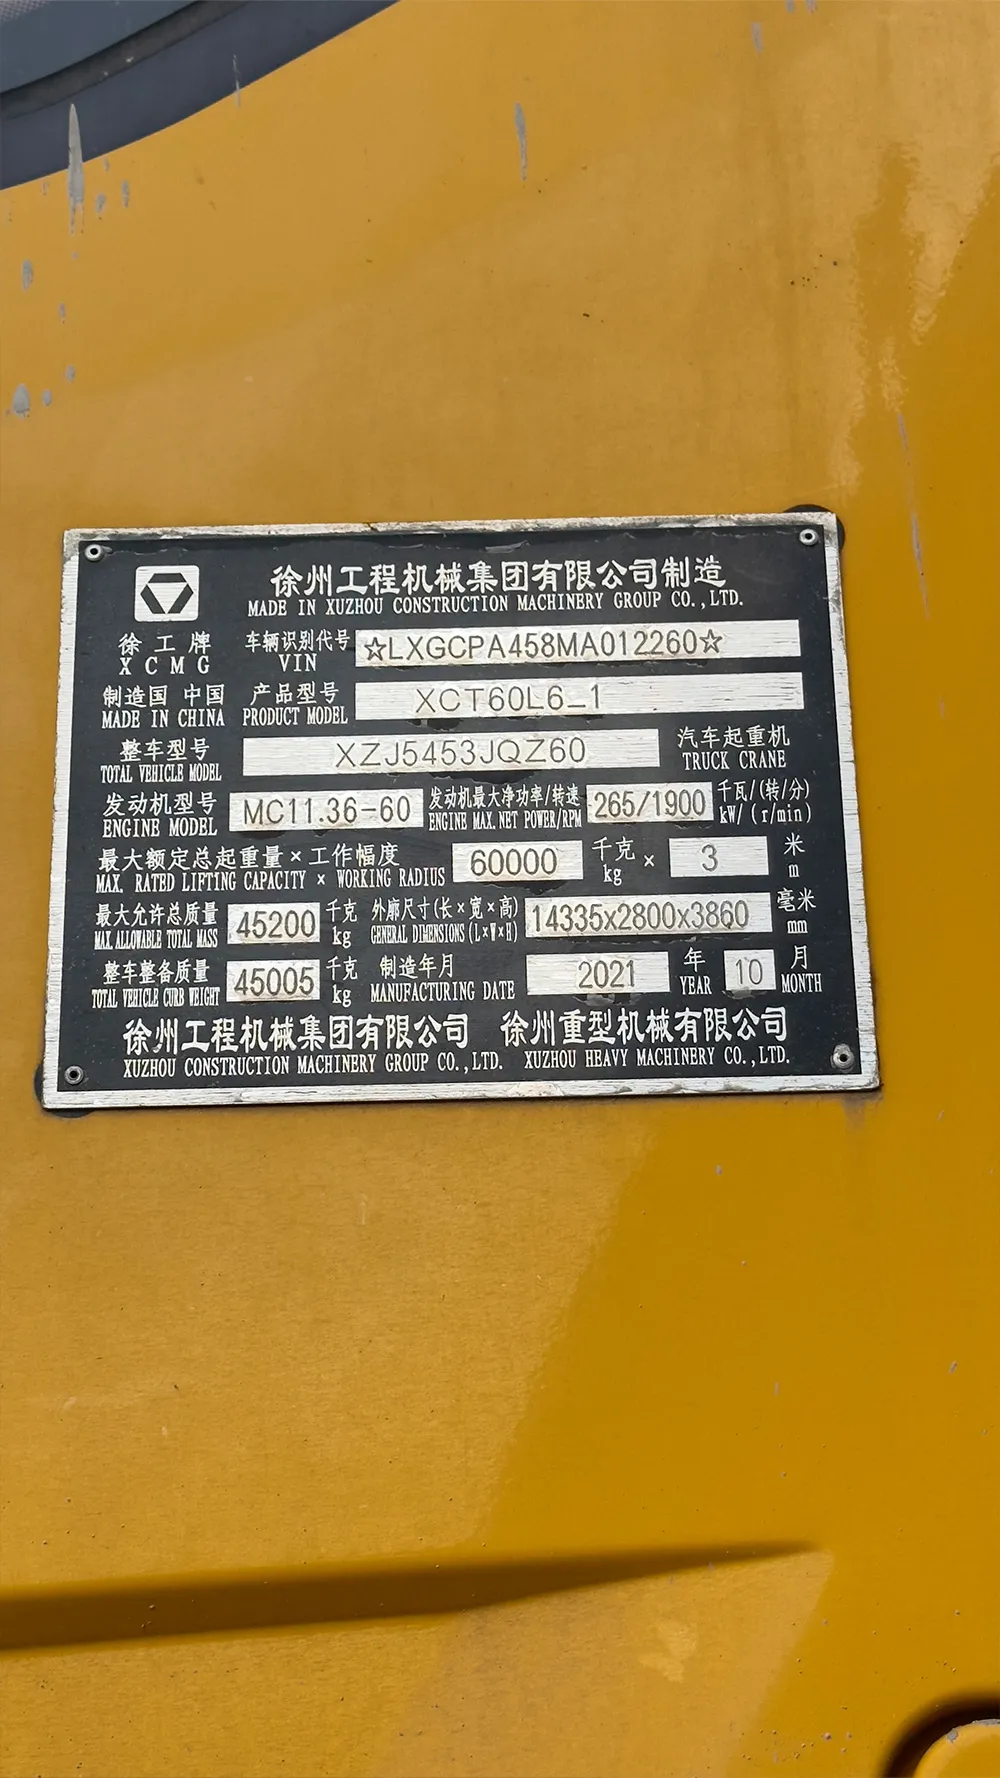 徐州工程机械集团有限公司制造
MADE IN XUZHOU CONSTRUCTION MACHINERY GROUP CO.,LTD.
徐工牌 车辆识别代号 ☆LXGCPA458MA012260☆
XCMG VIN
制造国 中国 产品型号 XCT60L6_1
MADE IN CHINA PRODUCT MODEL
整车型号 XZJ5453JQZ60 汽车起重机
TOTAL VEHICLE MODEL TRUCK CRANE
发动机型号 MC11.36-60 发动机最大净功率/转速 265/1900 千瓦/(转/分)
ENGINE MODEL ENGINE MAX.NET POWER/RPM kW/(r/min)
最大额定总起重量×工作幅度 60000 千克 × 3 米
MAX. RATED LIFTING CAPACITY × WORKING RADIUS kg m
最大允许总质量 45200 千克 外廓尺寸(长×宽×高) 14335x2800x3860 毫米
MAX.ALLOWABLE TOTAL MASS kg GENERAL DIMENSIONS(L×W×H) mm
整车整备质量 45005 千克 制造年月 2021 年 10 月
TOTAL VEHICLE CURB WEIGHT kg MANUFACTURING DATE YEAR MONTH
徐州工程机械集团有限公司 徐州重型机械有限公司
XUZHOU CONSTRUCTION MACHINERY GROUP CO.,LTD. XUZHOU HEAVY MACHINERY CO.,LTD.